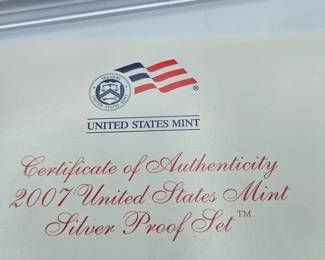 ®
UNITED STATES MINT
Certificate of Authenticity
2007 United States Mint
Silver Proof Set™